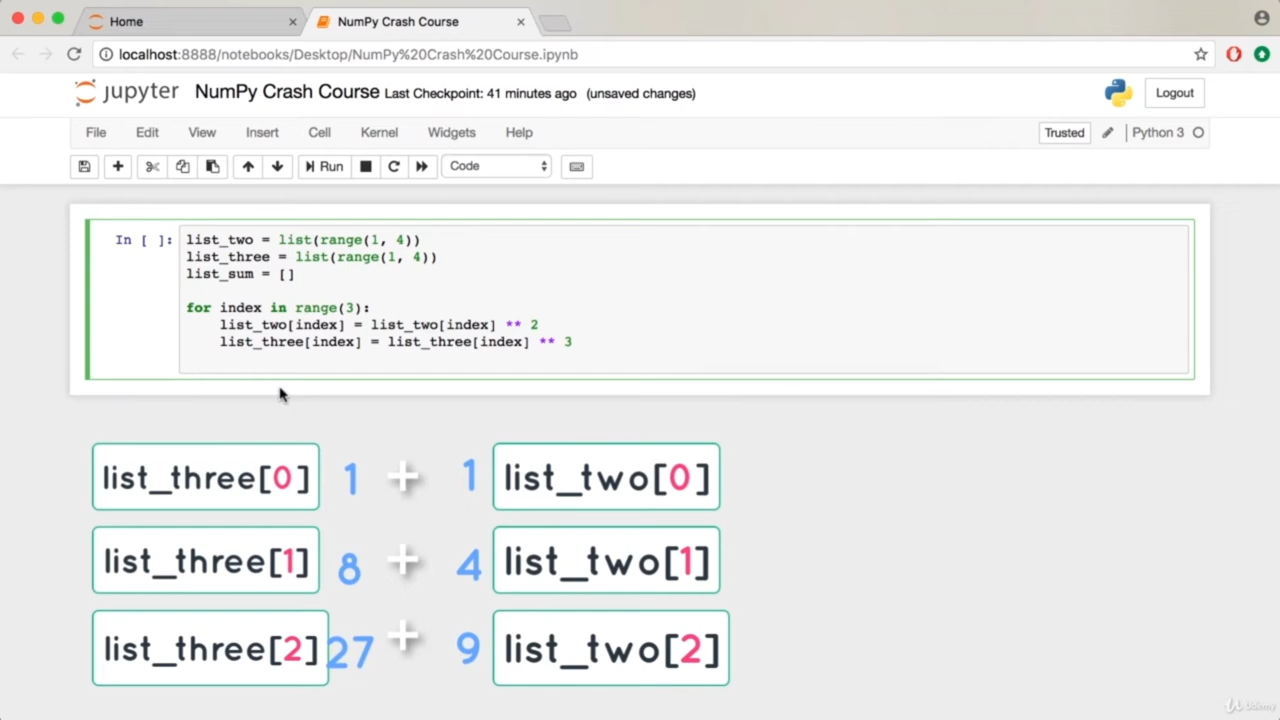 Home
NumPy Crash Course
localhost:8888/notebooks/Desktop/NumPy%20Crash%20Course.ipynb
jupyter NumPy Crash Course Last Checkpoint: 41 minutes ago (unsaved changes) Logout
File Edit View Insert Cell Kernel Widgets Help Trusted Python 3
Run Code
In [ ]: list_two = list(range(1, 4))
list_three = list(range(1, 4))
list_sum = []
for index in range(3):
list_two[index] = list_two[index] ** 2
list_three[index] = list_three[index] ** 3
list_three[0] 1 + 1 list_two[0]
list_three[1] 8 + 4 list_two[1]
list_three[2] 27 + 9 list_two[2]
Udemy